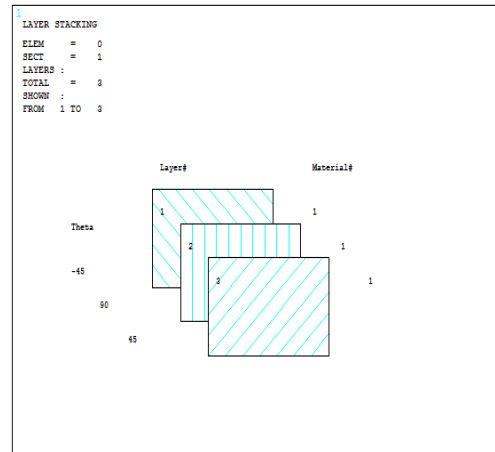 1
LAYER STACKING
ELEM = 0
SECT = 1
LAYERS :
TOTAL = 3
SHOWN :
FROM 1 TO 3
Layer# Material#
1 1
Theta
2 1
-45
3 1
90
45